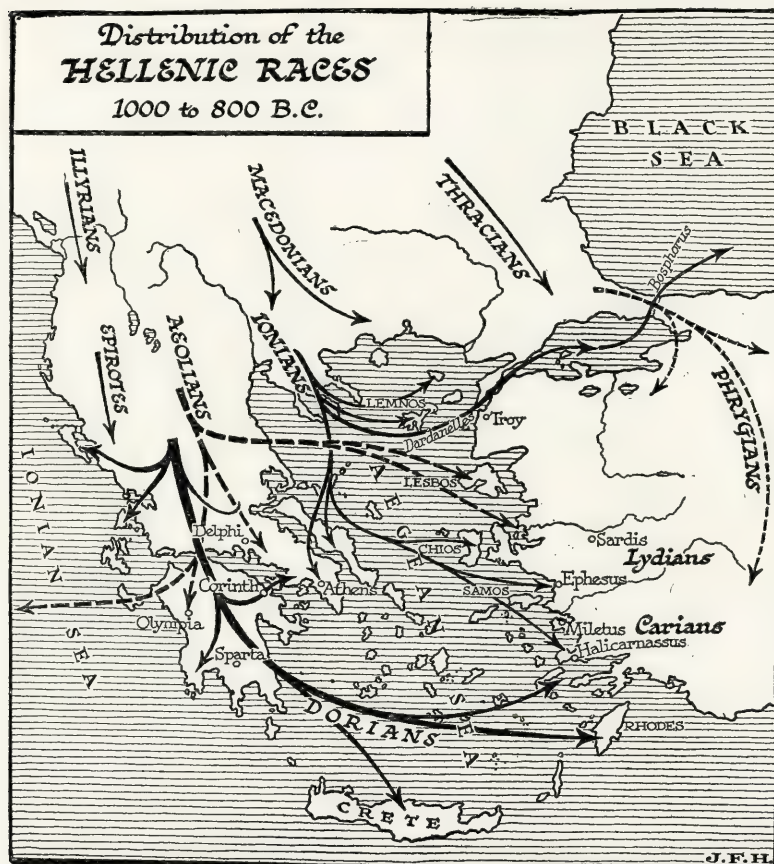 Distribution of the
HELLENIC RACES
1000 to 800 B.C.
BLACK
SEA
ILLYRIANS
MACEDONIANS
THRACIANS
Bosphorus
EPIROTES
AEOLIANS
IONIANS
LEMNOS
Dardanelles
Troy
PHRYGIANS
IONIAN SEA
AEGEAN SEA
LESBOS
Delphi
CHIOS
Sardis
Lydians
Corinth
Athens
SAMOS
Ephesus
Olympia
Miletus
Carians
Sparta
Halicarnassus
DORIANS
RHODES
CRETE
J.F.H.